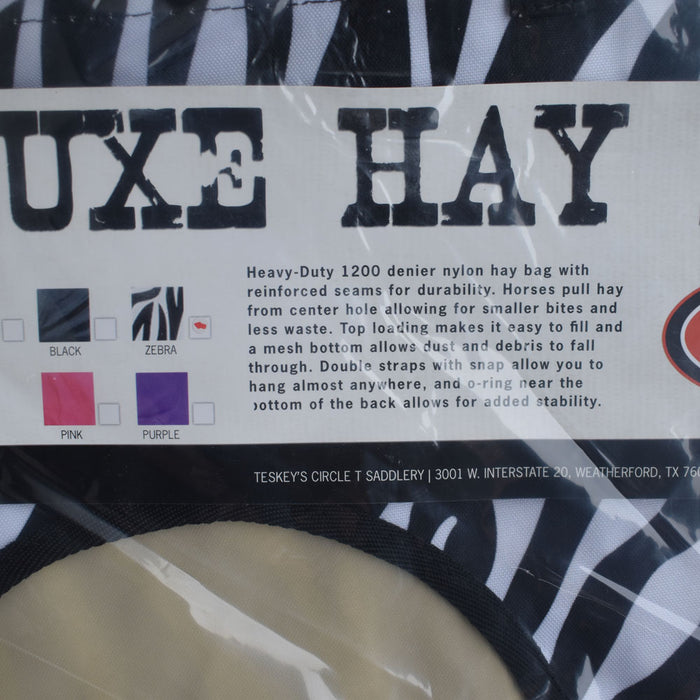 UXE HAY
Heavy-Duty 1200 denier nylon hay bag with
reinforced seams for durability. Horses pull hay
from center hole allowing for smaller bites and
less waste. Top loading makes it easy to fill and
a mesh bottom allows dust and debris to fall
through. Double straps with snap allow you to
hang almost anywhere, and o-ring near the
bottom of the back allows for added stability.
BLACK
ZEBRA
PINK
PURPLE
TESKEY'S CIRCLE T SADDLERY | 3001 W. INTERSTATE 20, WEATHERFORD, TX 76